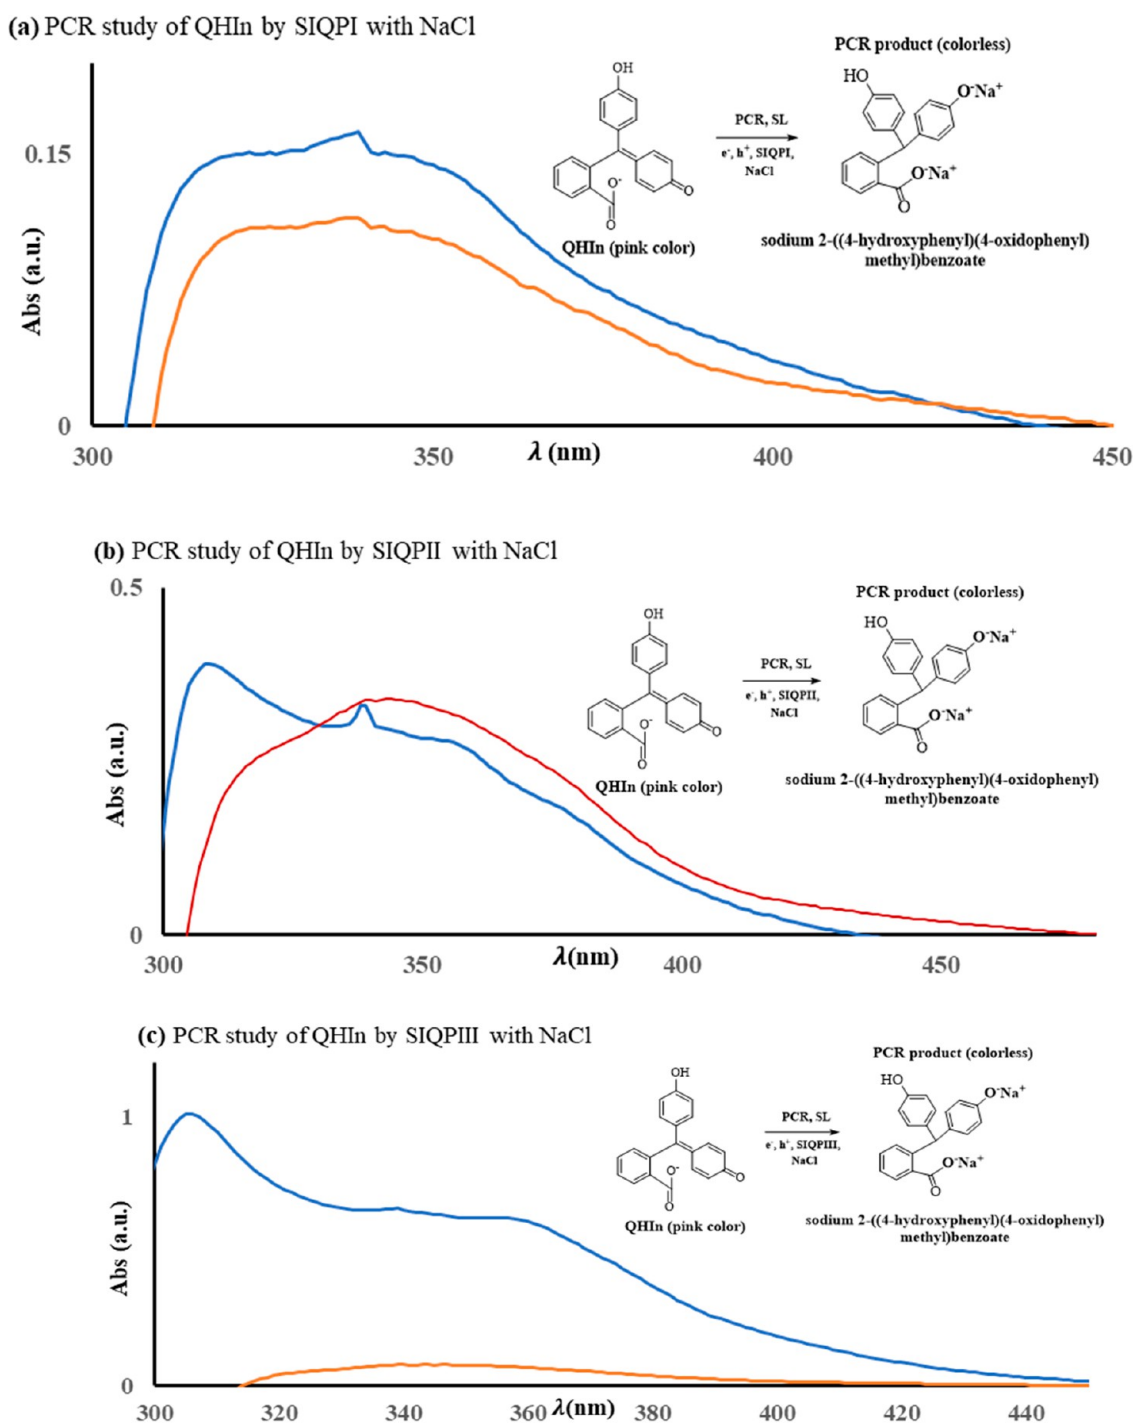 (a) PCR study of QHIn by SIQPI with NaCl
PCR product (colorless)
OH
HO
O⁻Na⁺
PCR, SL
e⁻, h⁺, SIQPI,
NaCl
O⁻
O
O
O⁻Na⁺
O
QHIn (pink color)
sodium 2-((4-hydroxyphenyl)(4-oxidophenyl)
methyl)benzoate
Abs (a.u.)
0.15
0
300
350
λ (nm)
400
450
(b) PCR study of QHIn by SIQPII with NaCl
PCR product (colorless)
OH
HO
O⁻Na⁺
PCR, SL
e⁻, h⁺, SIQPII,
NaCl
O⁻
O
O
O⁻Na⁺
O
QHIn (pink color)
sodium 2-((4-hydroxyphenyl)(4-oxidophenyl)
methyl)benzoate
Abs (a.u.)
0.5
0
300
350
λ(nm)
400
450
(c) PCR study of QHIn by SIQPIII with NaCl
PCR product (colorless)
OH
HO
O⁻Na⁺
PCR, SL
e⁻, h⁺, SIQPIII,
NaCl
O⁻
O
O
O⁻Na⁺
O
QHIn (pink color)
sodium 2-((4-hydroxyphenyl)(4-oxidophenyl)
methyl)benzoate
Abs (a.u.)
1
0
300
320
340
360
λ(nm)
380
400
420
440